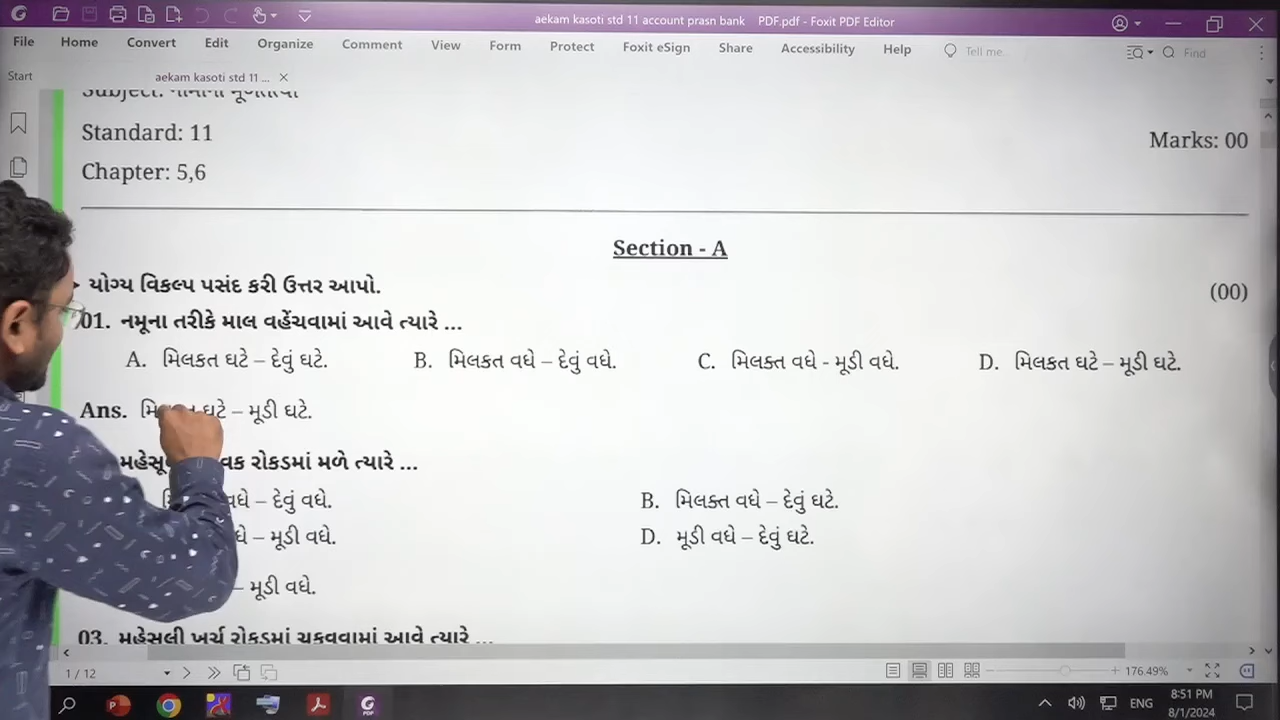 aekam kasoti std 11 account prasn bank PDF.pdf - Foxit PDF Editor
File Home Convert Edit Organize Comment View Form Protect Foxit eSign Share Accessibility Help Tell me... Find
Start aekam kasoti std 11 ...
Subject:
Standard: 11
Marks: 00
Chapter: 5,6
Section - A
યોગ્ય વિકલ્પ પસંદ કરી ઉત્તર આપો.
(00)
01. નમૂના તરીકે માલ વહેંચવામાં આવે ત્યારે ...
A. મિલકત ઘટે – દેવું ઘટે. B. મિલકત વધે – દેવું વધે. C. મિલક્ત વધે - મૂડી વધે. D. મિલકત ઘટે – મૂડી ઘટે.
Ans. ઘટે – મૂડી ઘટે.
રોકડમાં મળે ત્યારે ...
વધે – દેવું વધે. B. મિલક્ત વધે – દેવું ઘટે.
– મૂડી વધે. D. મૂડી વધે – દેવું ઘટે.
– મૂડી વધે.
03. મહેસૂલી ખર્ચ રોકડમાં ચૂકવવામાં આવે ત્યારે ...
1 / 12 176.49%
ENG 8:51 PM
8/1/2024